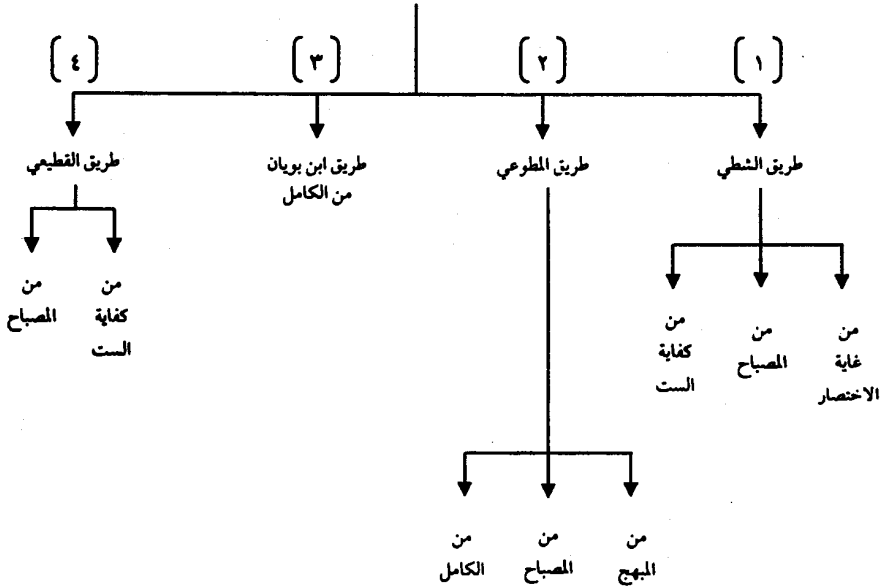 [١] [٢] [٣] [٤]
طريق الشطي
طريق المطوعي
طريق ابن بويان
من الكامل
طريق القطيعي
من
غاية
الاختصار
من
المصباح
من
كفاية
الست
من
المبهج
من
المصباح
من
الكامل
من
كفاية
الست
من
المصباح